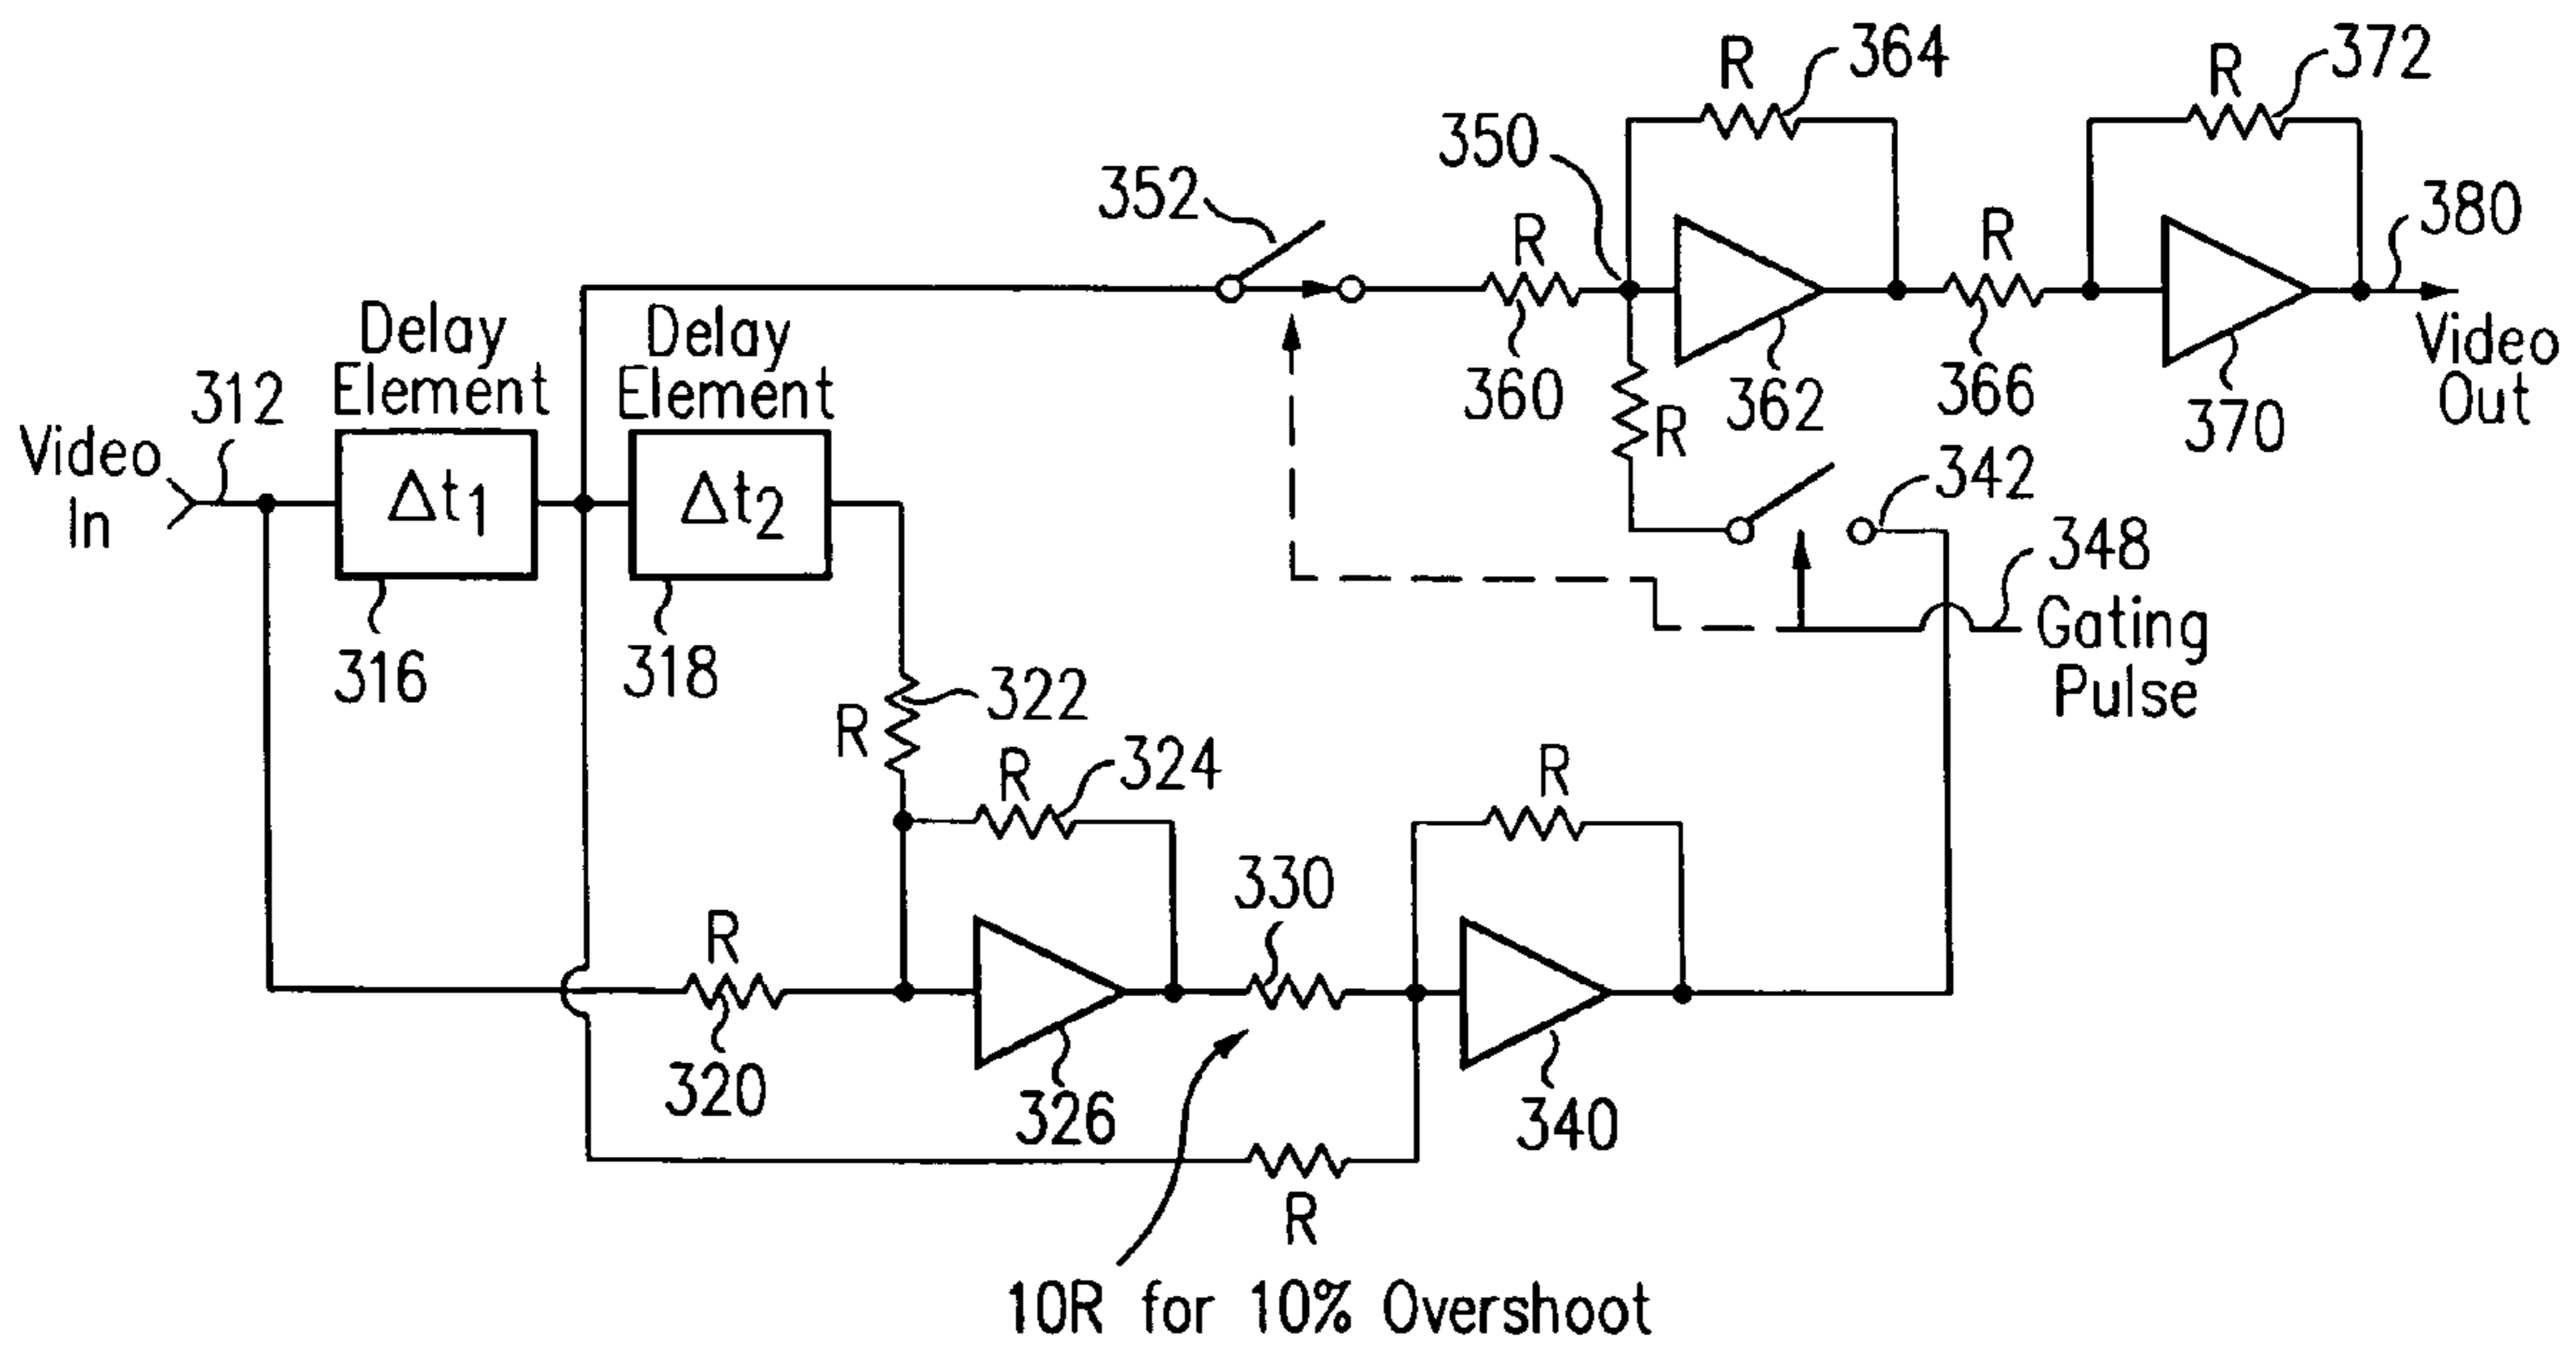 R
364
R
372
350
352
R
R
380
Delay
Element
Delay
Element
Video
Out
312
360
362
366
370
Video
In
Δt1
Δt2
R
342
348
Gating
Pulse
316
318
322
R
R
324
R
330
R
320
326
340
R
10R for 10% Overshoot